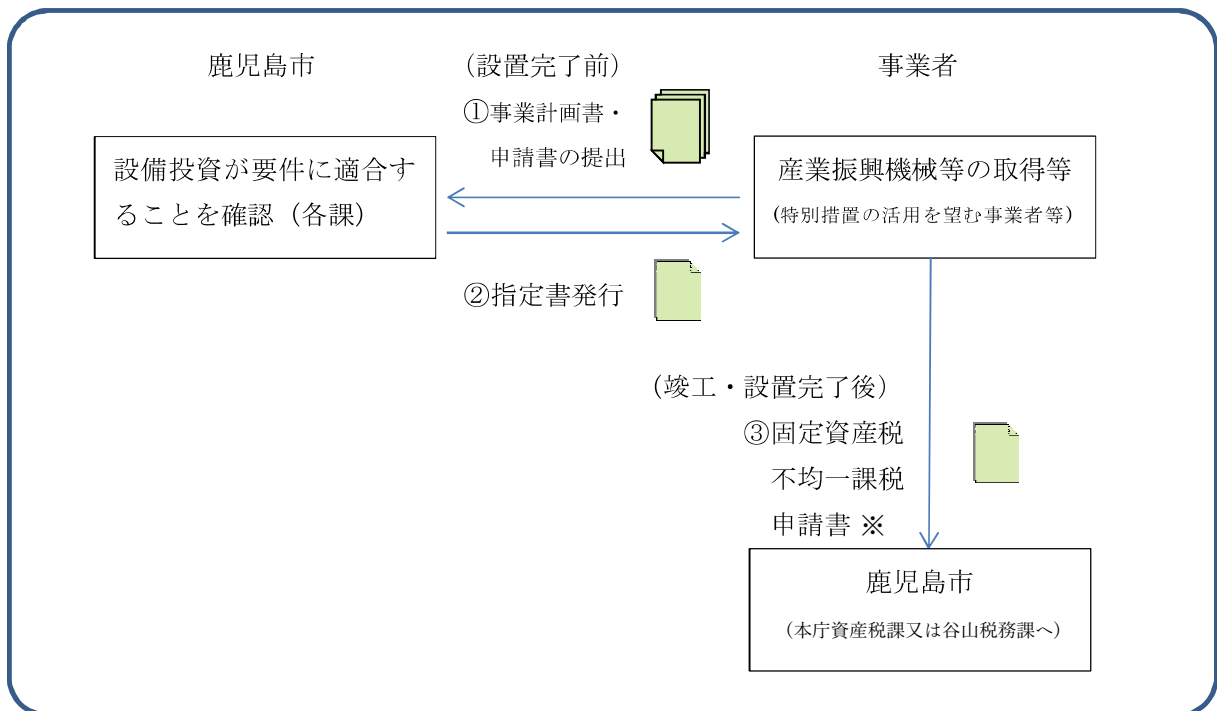 鹿児島市
（設置完了前）
事業者
①事業計画書・
申請書の提出
設備投資が要件に適合す
ることを確認（各課）
産業振興機械等の取得等
(特別措置の活用を望む事業者等)
②指定書発行
（竣工・設置完了後）
③固定資産税
不均一課税
申請書 ※
鹿児島市
（本庁資産税課又は谷山税務課へ）